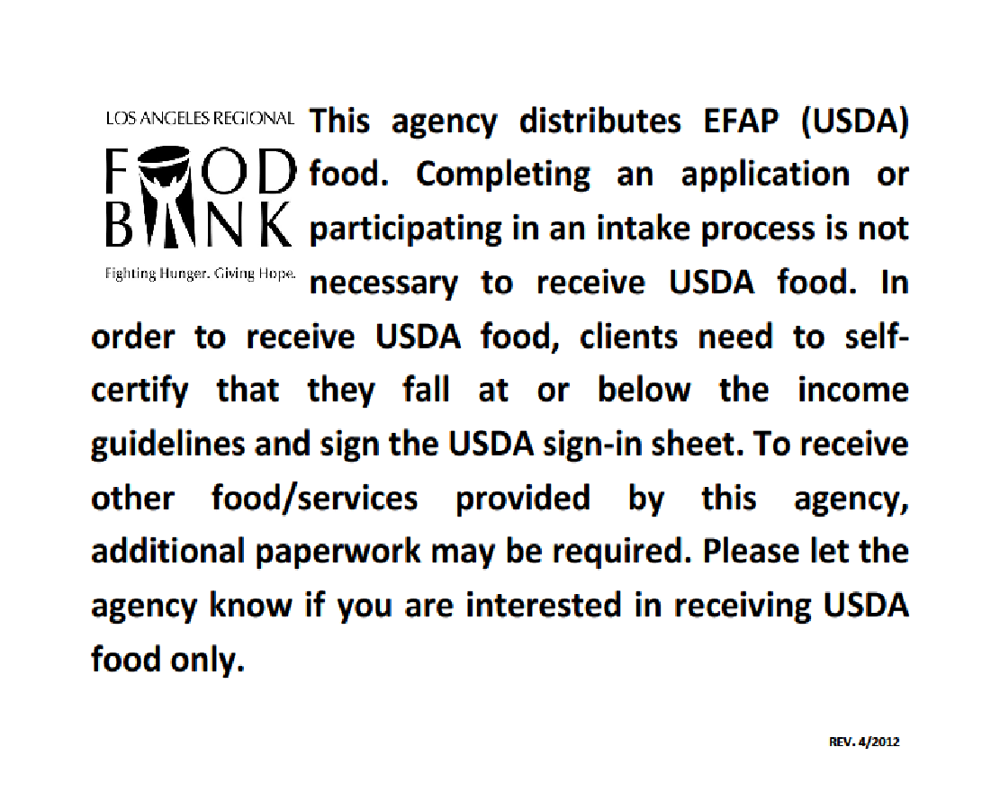 LOS ANGELES REGIONAL
FOOD
BANK
Fighting Hunger. Giving Hope.
This agency distributes EFAP (USDA)
food. Completing an application or
participating in an intake process is not
necessary to receive USDA food. In
order to receive USDA food, clients need to self-
certify that they fall at or below the income
guidelines and sign the USDA sign-in sheet. To receive
other food/services provided by this agency,
additional paperwork may be required. Please let the
agency know if you are interested in receiving USDA
food only.
REV. 4/2012